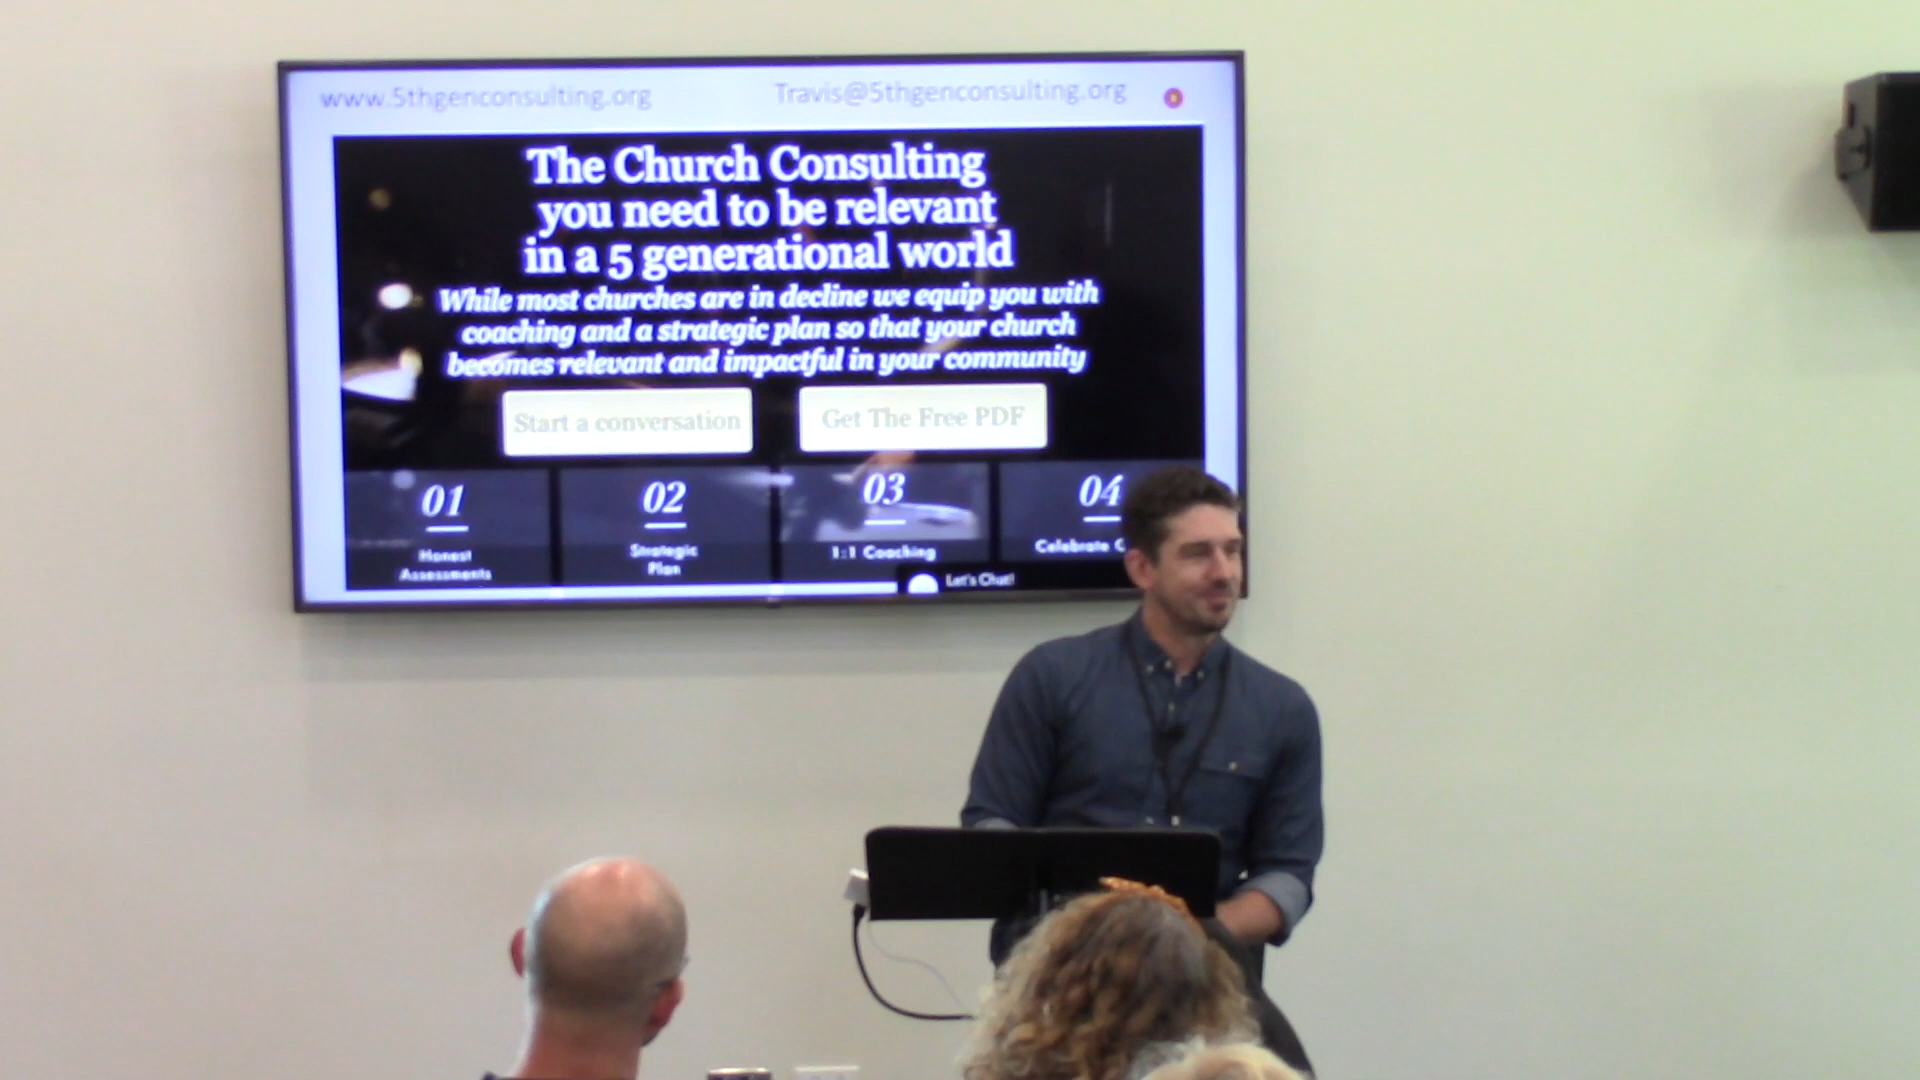 www.5thgenconsulting.org
Travis@5thgenconsulting.org
The Church Consulting
you need to be relevant
in a 5 generational world
While most churches are in decline we equip you with
coaching and a strategic plan so that your church
becomes relevant and impactful in your community
Start a conversation
Get The Free PDF
01
Honest
Assessments
02
Strategic
Plan
03
1:1 Coaching
04
Celebrate
Let's Chat!